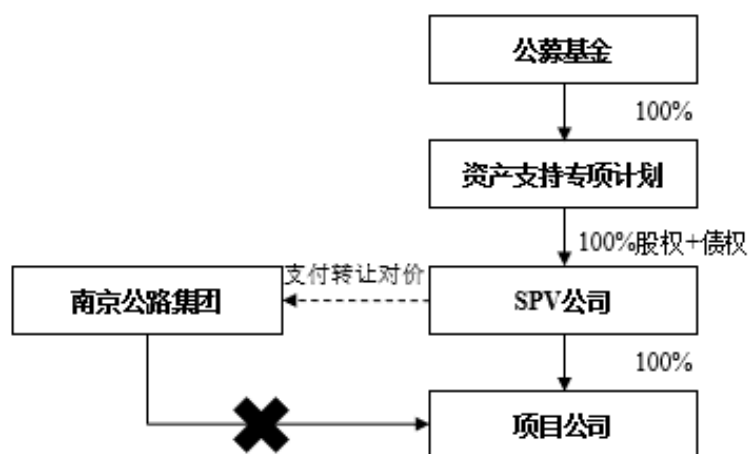 公募基金
100%
资产支持专项计划
100%股权+债权
支付转让对价
南京公路集团
SPV公司
100%
项目公司